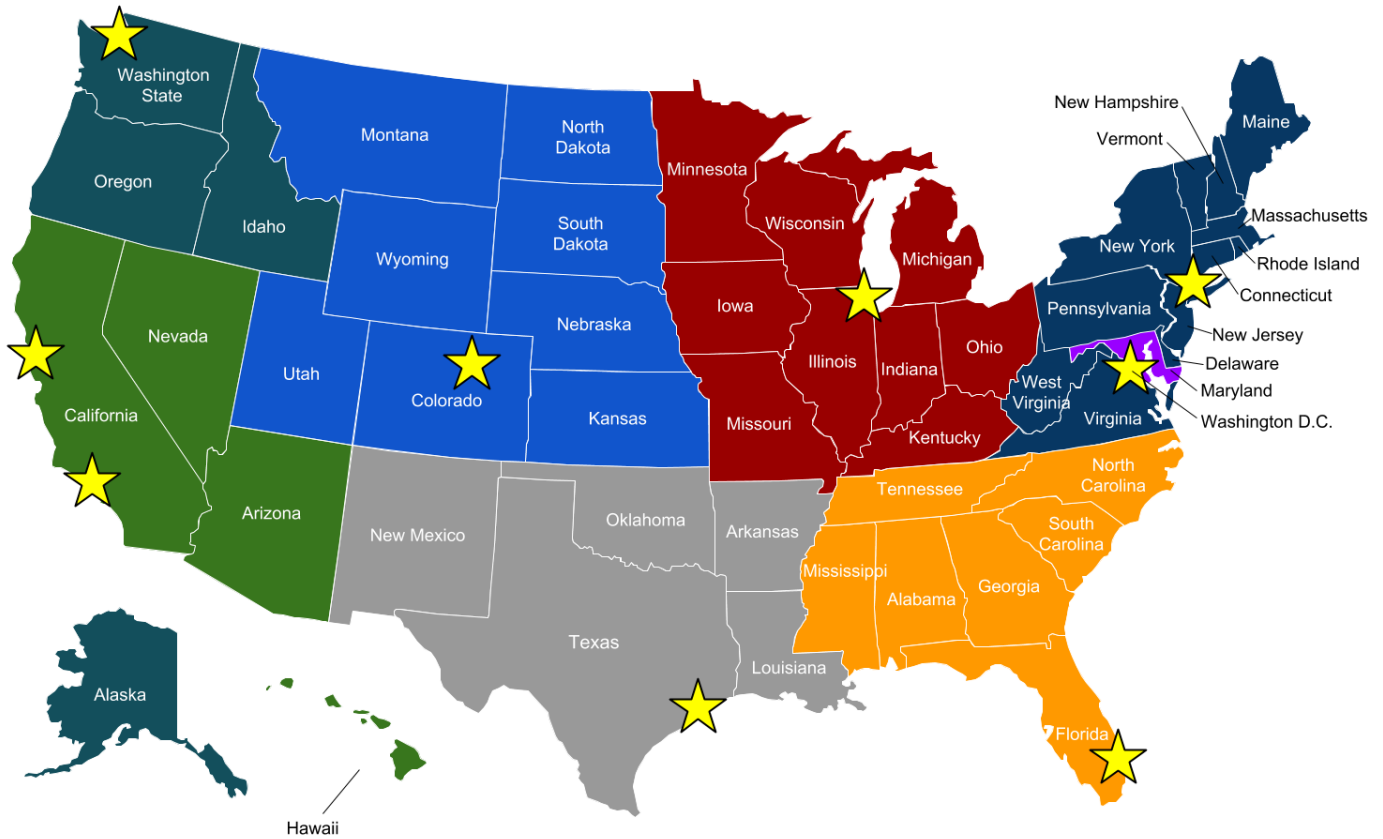 Washington
State
Oregon
Idaho
Montana
North
Dakota
South
Dakota
Wyoming
Nebraska
Minnesota
Wisconsin
Michigan
Iowa
Illinois
Indiana
Ohio
Missouri
Kentucky
New Hampshire
Vermont
Maine
Massachusetts
New York
Rhode Island
Connecticut
Pennsylvania
New Jersey
Delaware
Maryland
Washington D.C.
West
Virginia
Virginia
California
Nevada
Utah
Colorado
Kansas
Arizona
New Mexico
Oklahoma
Arkansas
Texas
Louisiana
Tennessee
North
Carolina
South
Carolina
Mississippi
Alabama
Georgia
Florida
Alaska
Hawaii